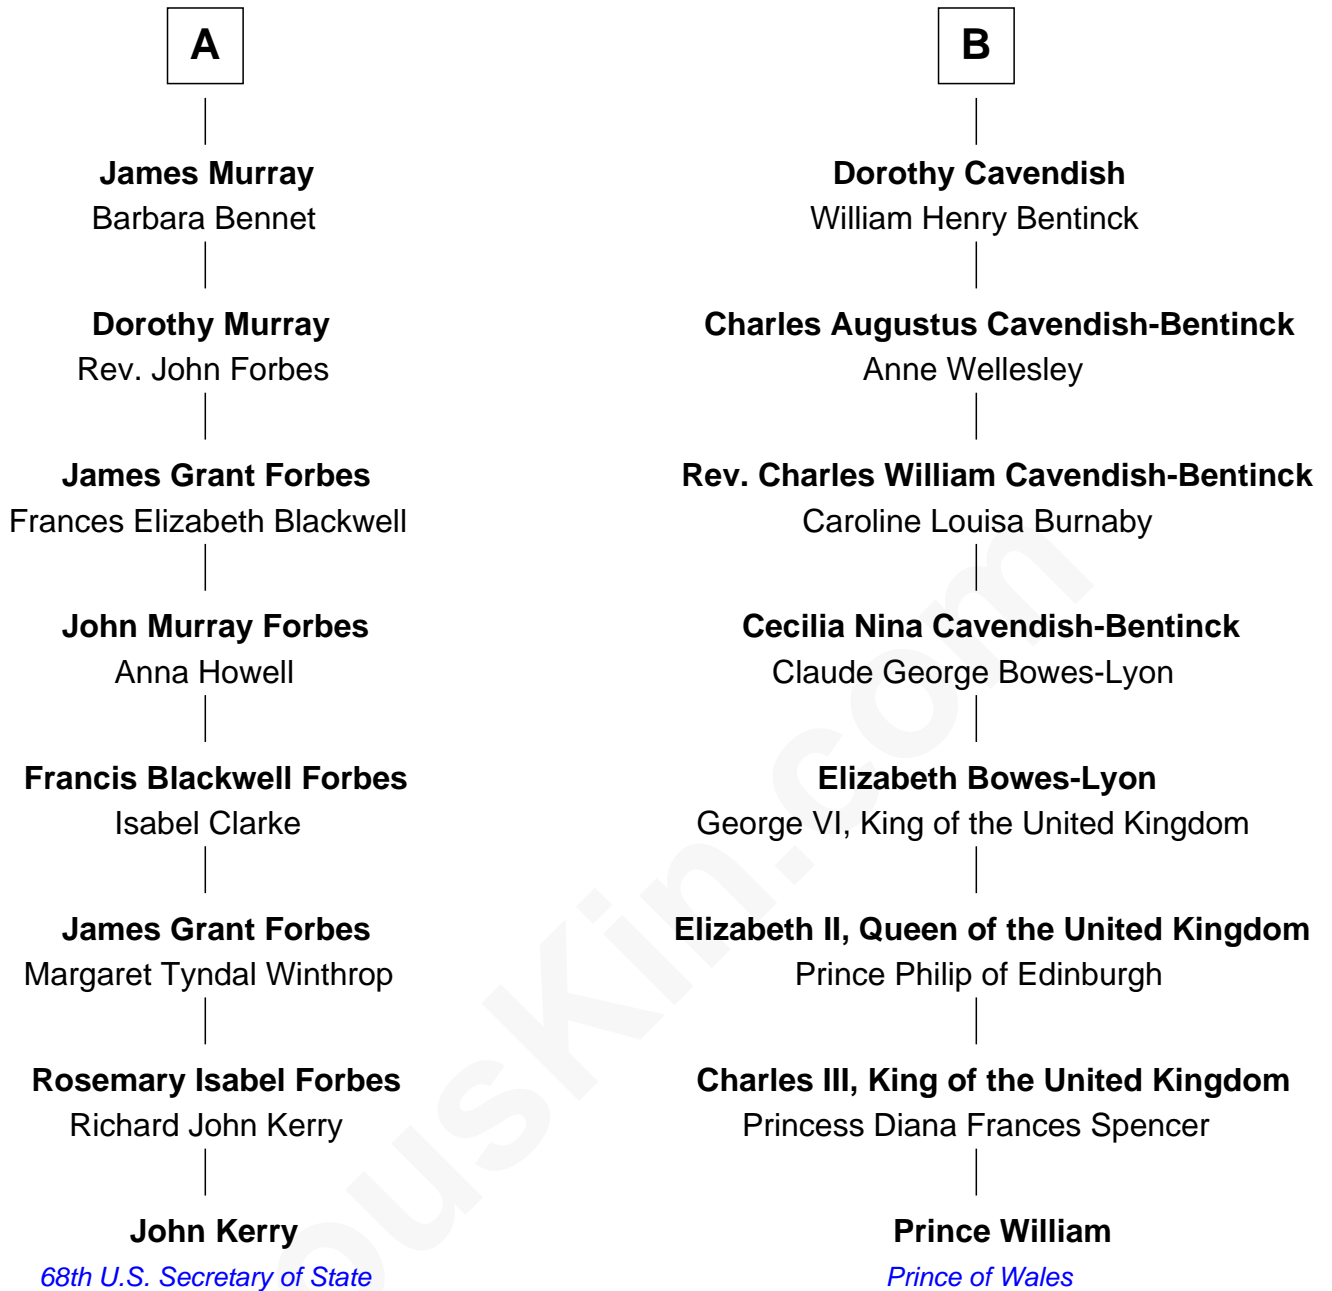 A
James Murray
Barbara Bennet
Dorothy Murray
Rev. John Forbes
James Grant Forbes
Frances Elizabeth Blackwell
John Murray Forbes
Anna Howell
Francis Blackwell Forbes
Isabel Clarke
James Grant Forbes
Margaret Tyndal Winthrop
Rosemary Isabel Forbes
Richard John Kerry
John Kerry
68th U.S. Secretary of State
B
Dorothy Cavendish
William Henry Bentinck
Charles Augustus Cavendish-Bentinck
Anne Wellesley
Rev. Charles William Cavendish-Bentinck
Caroline Louisa Burnaby
Cecilia Nina Cavendish-Bentinck
Claude George Bowes-Lyon
Elizabeth Bowes-Lyon
George VI, King of the United Kingdom
Elizabeth II, Queen of the United Kingdom
Prince Philip of Edinburgh
Charles III, King of the United Kingdom
Princess Diana Frances Spencer
Prince William
Prince of Wales
ousKin.com